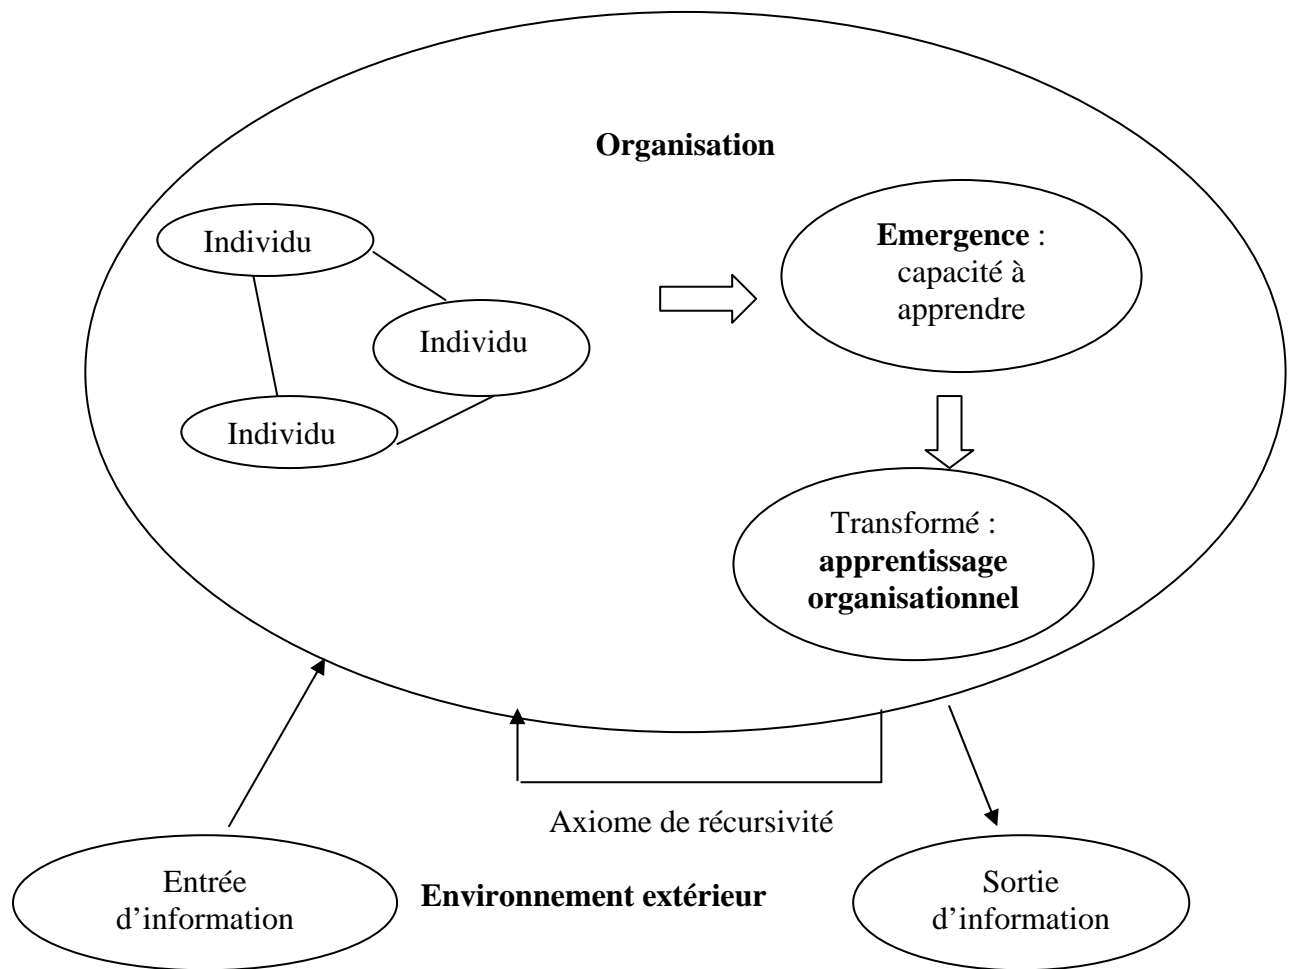 Organisation
Individu
Individu
Individu
Emergence :
capacité à
apprendre
Transformé :
apprentissage
organisationnel
Axiome de récursivité
Entrée
d’information
Environnement extérieur
Sortie
d’information